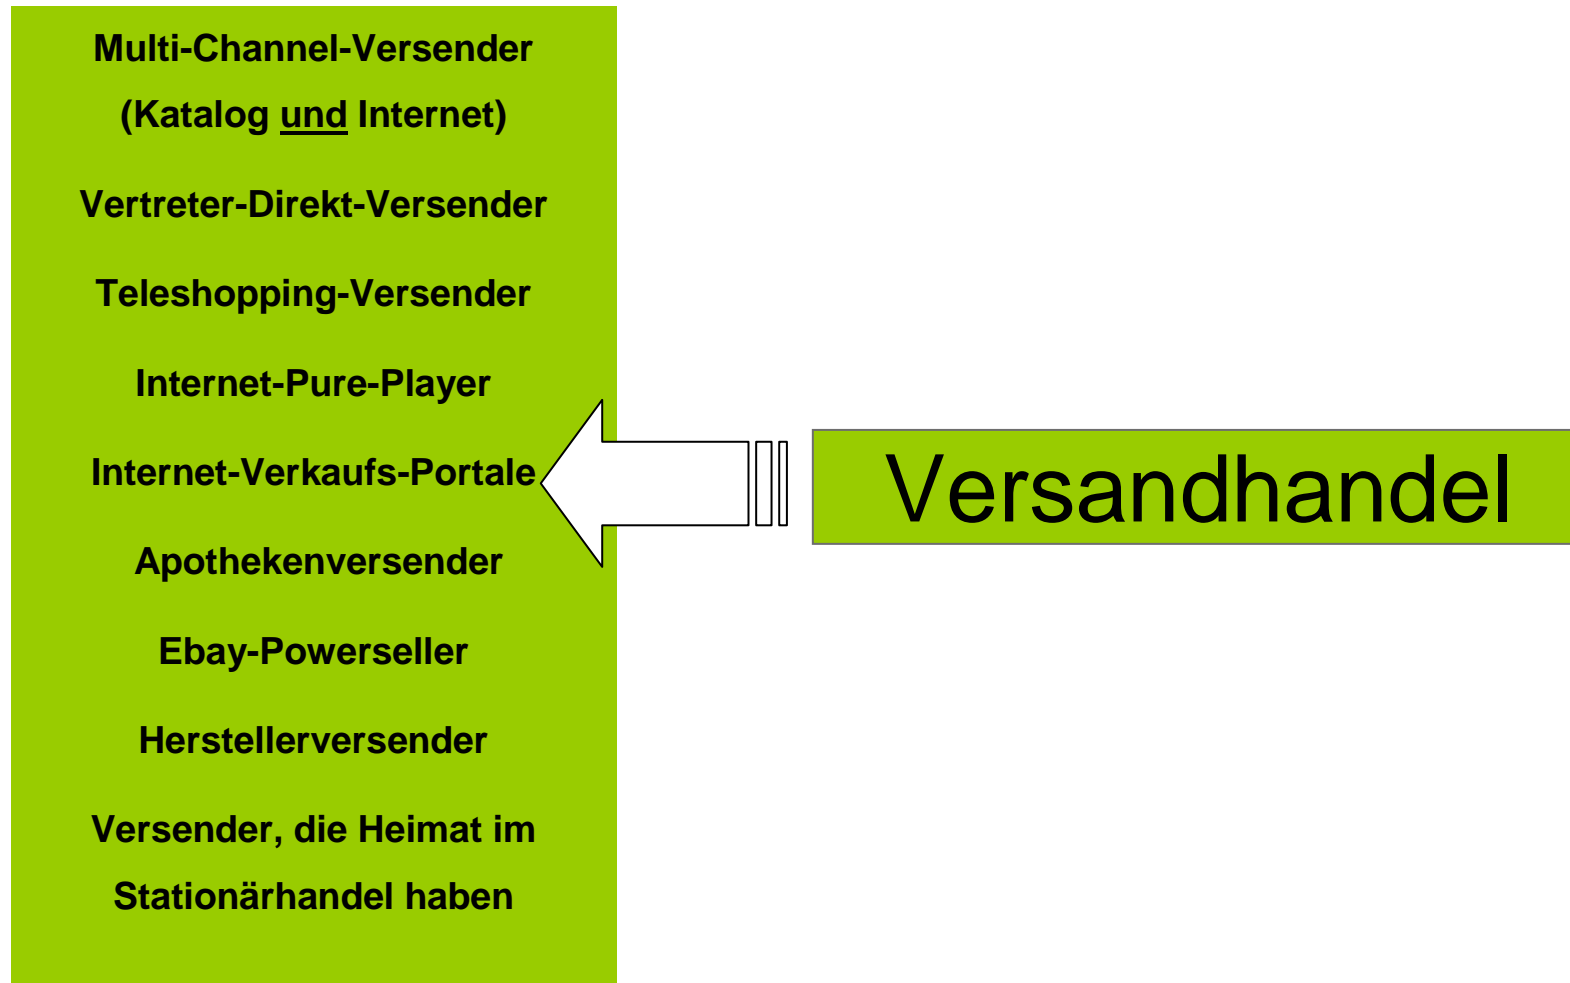 Multi-Channel-Versender
(Katalog und Internet)
Vertreter-Direkt-Versender
Teleshopping-Versender
Internet-Pure-Player
Internet-Verkaufs-Portale
Apothekenversender
Ebay-Powerseller
Herstellerversender
Versender, die Heimat im
Stationärhandel haben
Versandhandel